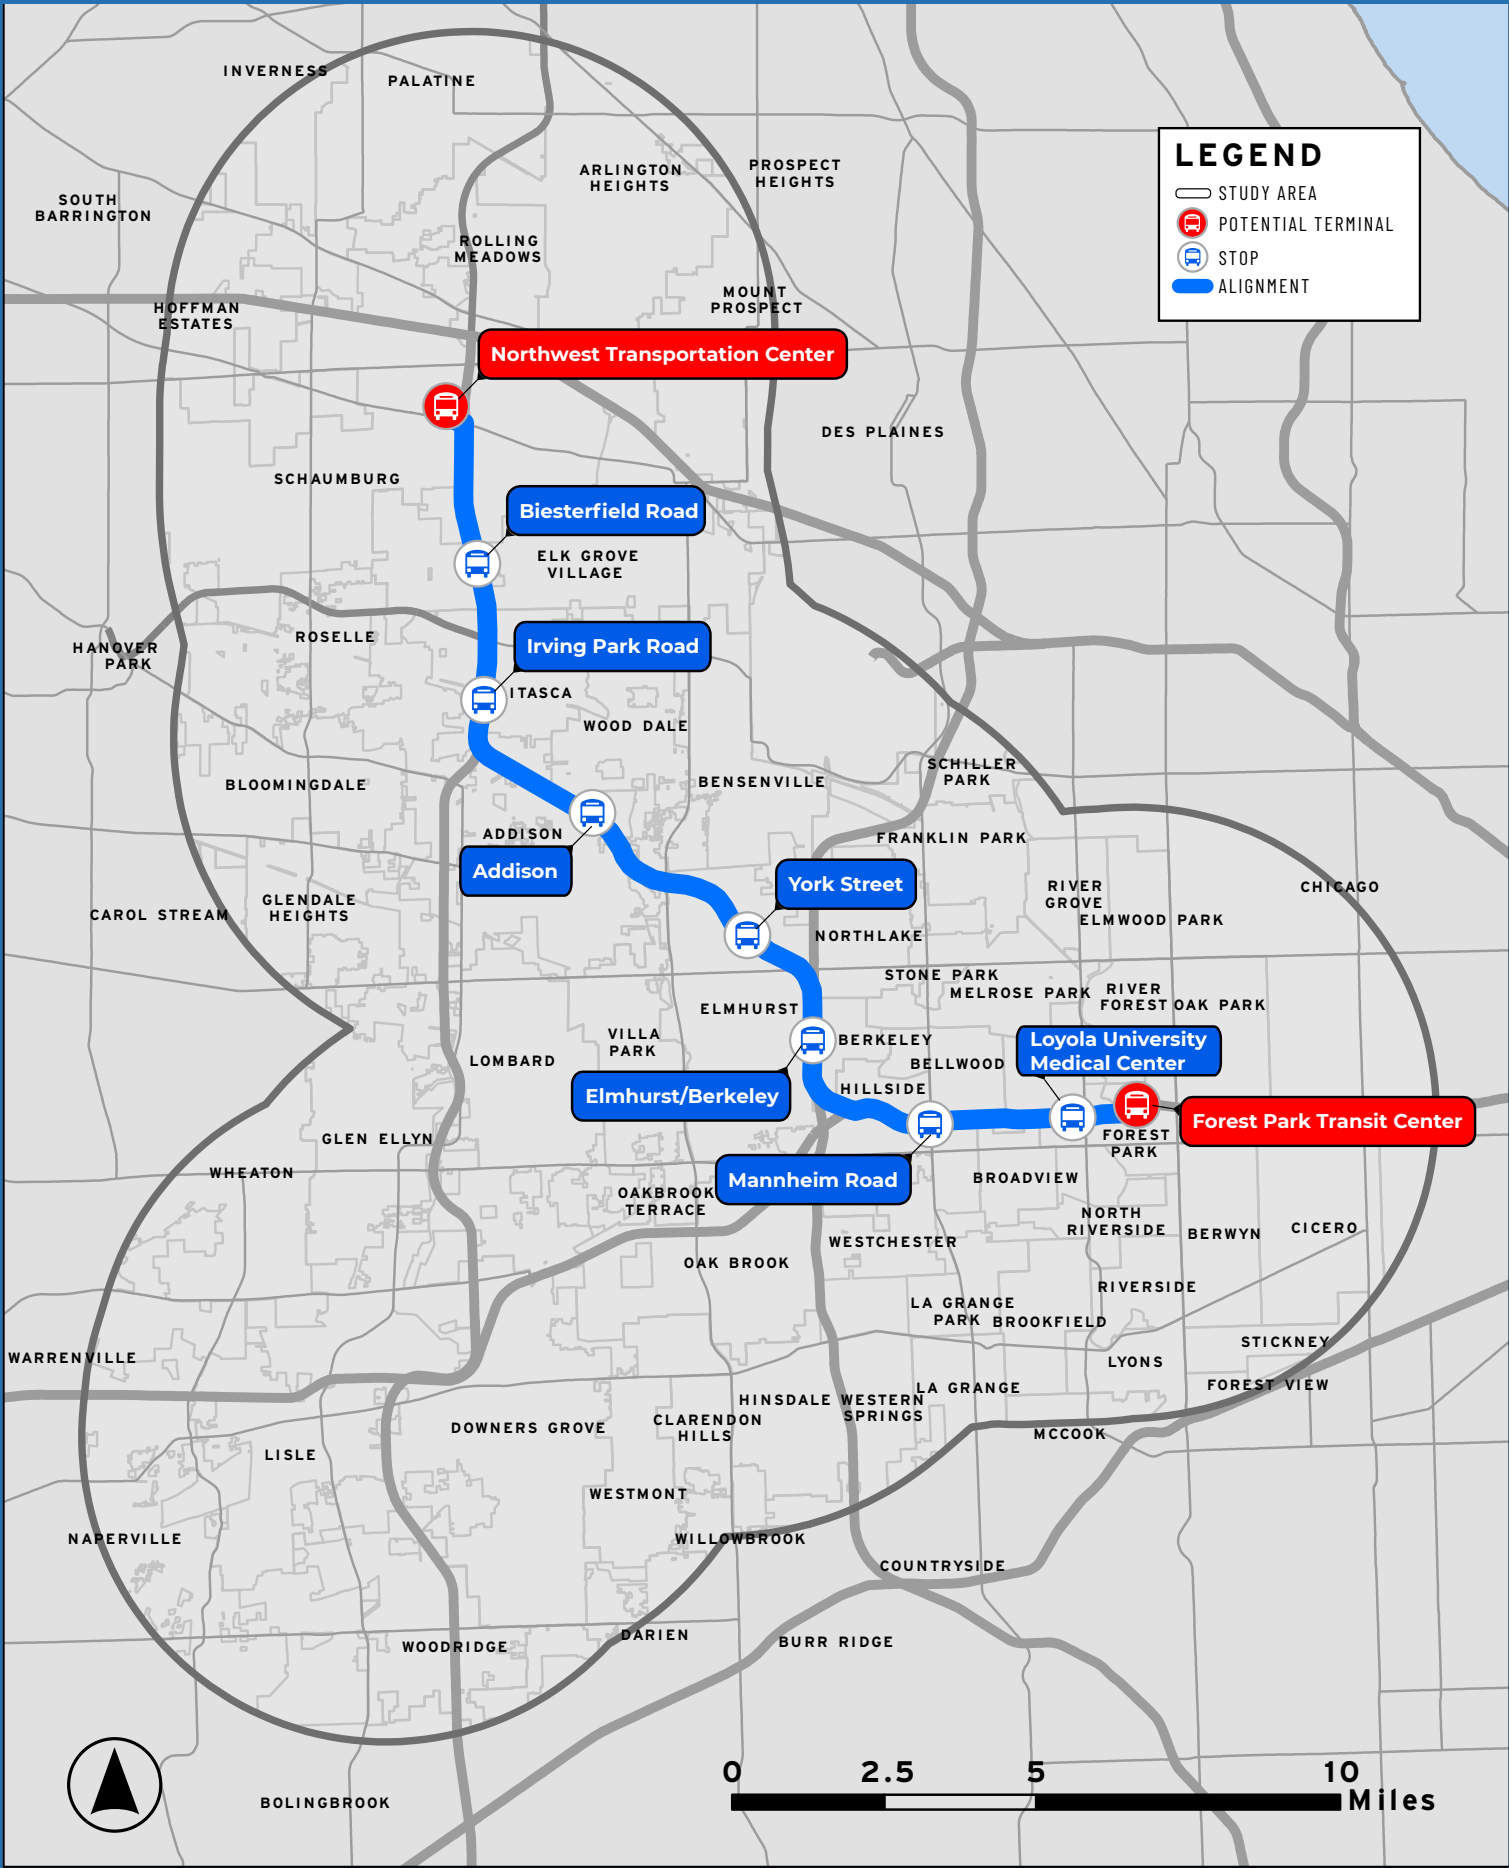 INVERNESS
PALATINE
LEGEND
STUDY AREA
POTENTIAL TERMINAL
STOP
ALIGNMENT
ARLINGTON
HEIGHTS
PROSPECT
HEIGHTS
SOUTH
BARRINGTON
ROLLING
MEADOWS
MOUNT
PROSPECT
HOFFMAN
ESTATES
Northwest Transportation Center
DES PLAINES
SCHAUMBURG
Biesterfield Road
ELK GROVE
VILLAGE
ROSELLE
Irving Park Road
HANOVER
PARK
ITASCA
WOOD DALE
SCHILLER
PARK
BLOOMINGDALE
BENSENVILLE
ADDISON
FRANKLIN PARK
Addison
York Street
RIVER
GROVE
CHICAGO
GLENDALE
HEIGHTS
CAROL STREAM
ELMWOOD PARK
NORTHLAKE
STONE PARK
MELROSE PARK
RIVER
FOREST
OAK PARK
ELMHURST
VILLA
PARK
BERKELEY
Loyola University
Medical Center
LOMBARD
BELLWOOD
HILLSIDE
Elmhurst/Berkeley
Forest Park Transit Center
GLEN ELLYN
FOREST
PARK
WHEATON
Mannheim Road
BROADVIEW
OAKBROOK
TERRACE
NORTH
RIVERSIDE
BERWYN
CICERO
WESTCHESTER
OAK BROOK
RIVERSIDE
LA GRANGE
PARK
BROOKFIELD
STICKNEY
WARRENVILLE
LYONS
FOREST VIEW
LA GRANGE
HINSDALE
WESTERN
SPRINGS
CLARENDON
HILLS
DOWNERS GROVE
MCCOOK
LISLE
WESTMONT
NAPERVILLE
WILLOWBROOK
COUNTRYSIDE
DARIEN
BURR RIDGE
WOODRIDGE
0
2.5
5
10
Miles
BOLINGBROOK